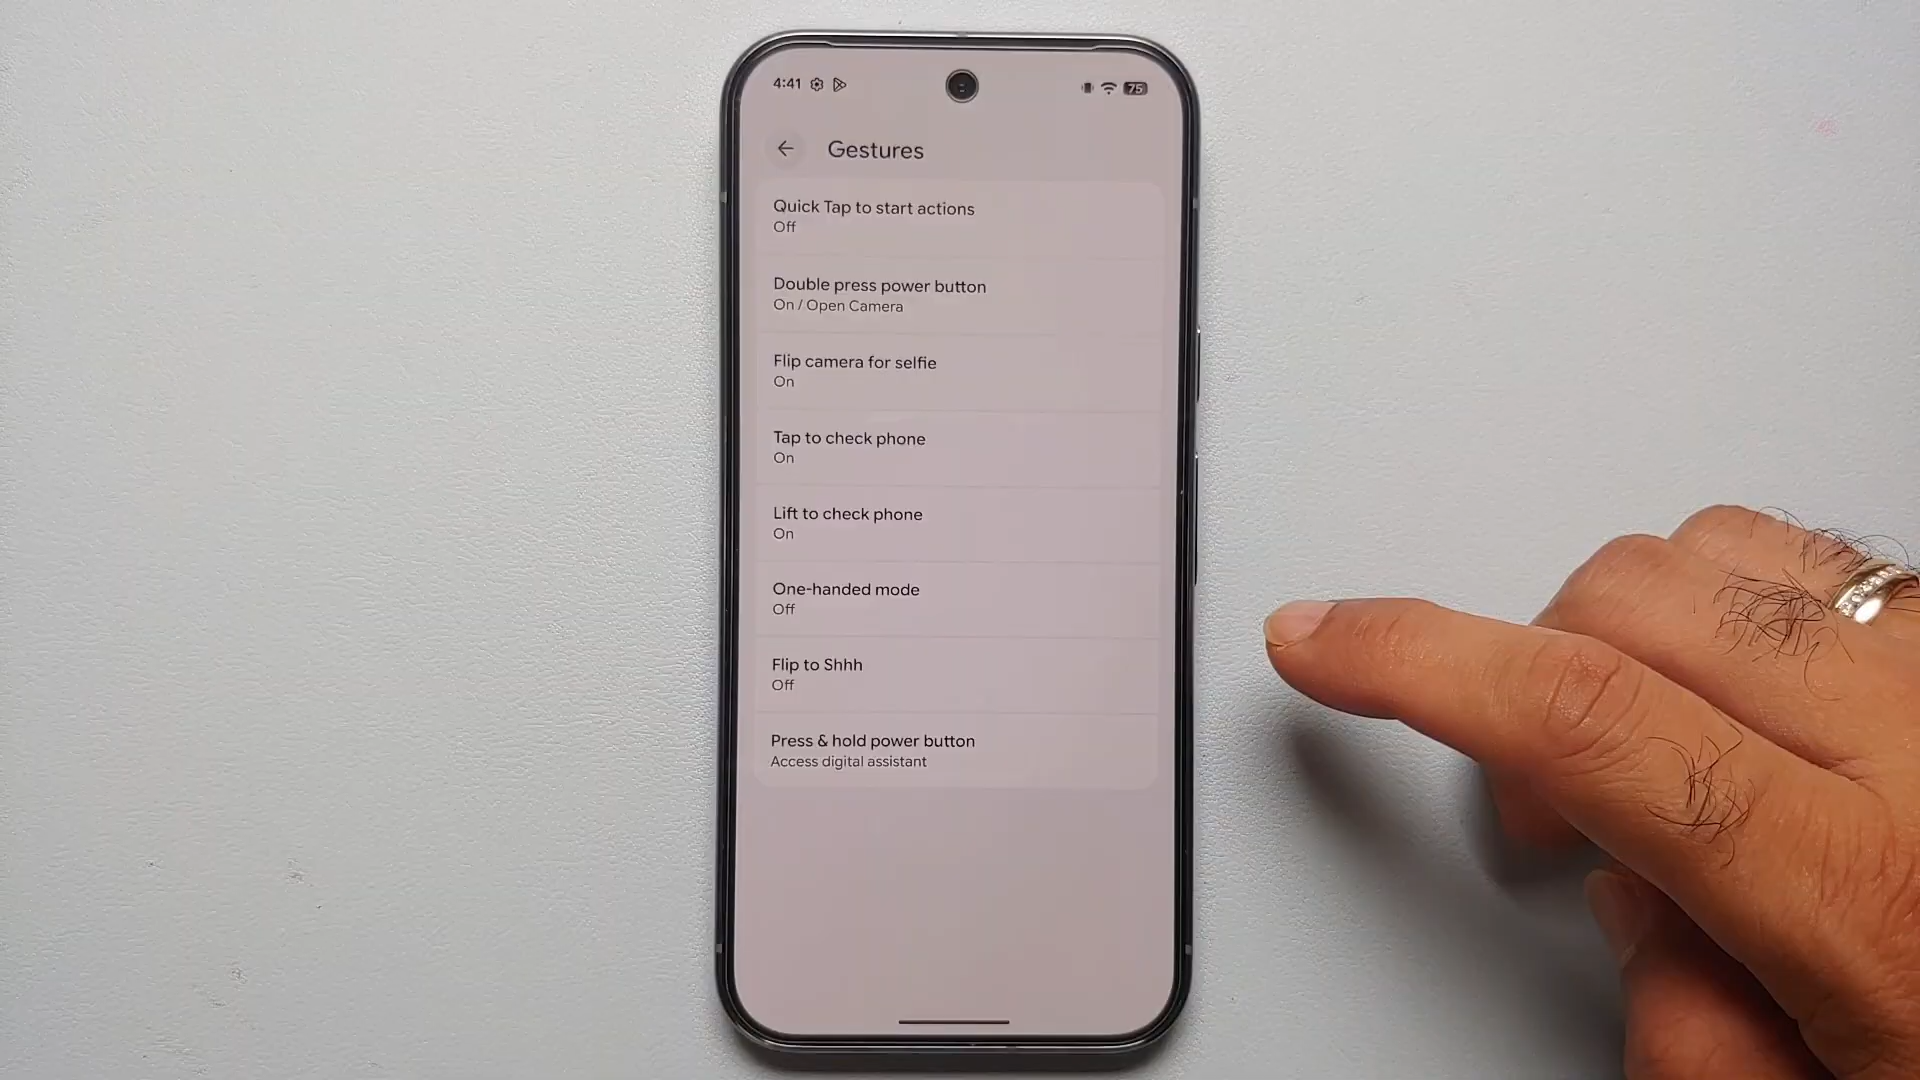 4:41
75
Gestures
Quick Tap to start actions
Off
Double press power button
On / Open Camera
Flip camera for selfie
On
Tap to check phone
On
Lift to check phone
On
One-handed mode
Off
Flip to Shhh
Off
Press & hold power button
Access digital assistant